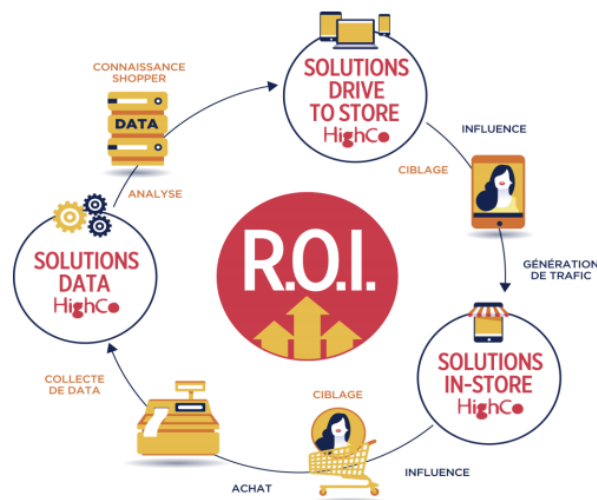 SOLUTIONS
DRIVE
TO STORE
HighCo
INFLUENCE
CIBLAGE
GÉNÉRATION
DE TRAFIC
SOLUTIONS
IN-STORE
HighCo
CIBLAGE
INFLUENCE
ACHAT
COLLECTE
DE DATA
SOLUTIONS
DATA
HighCo
ANALYSE
DATA
CONNAISSANCE
SHOPPER
R.O.I.